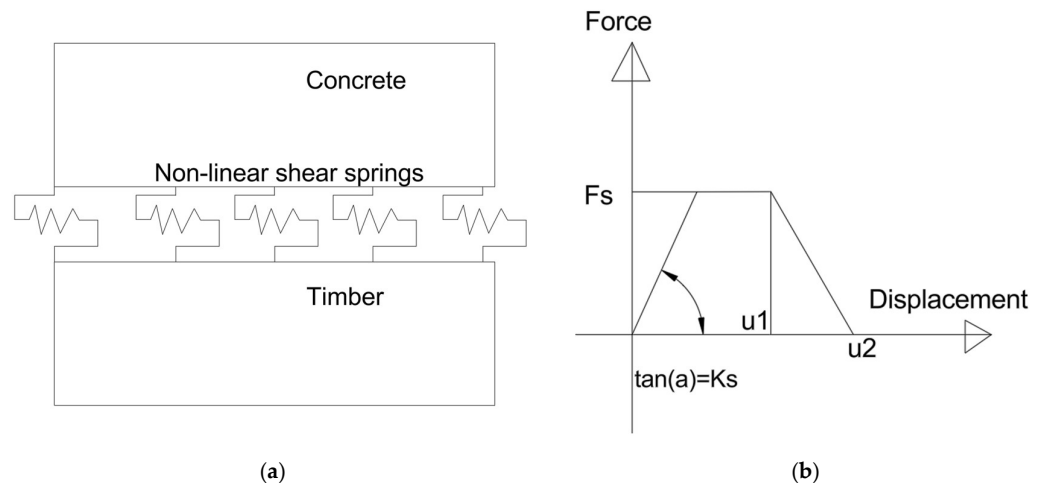 Concrete
Non-linear shear springs
Timber
(a)
Force
Fs
Displacement
u1
u2
tan(a)=Ks
(b)